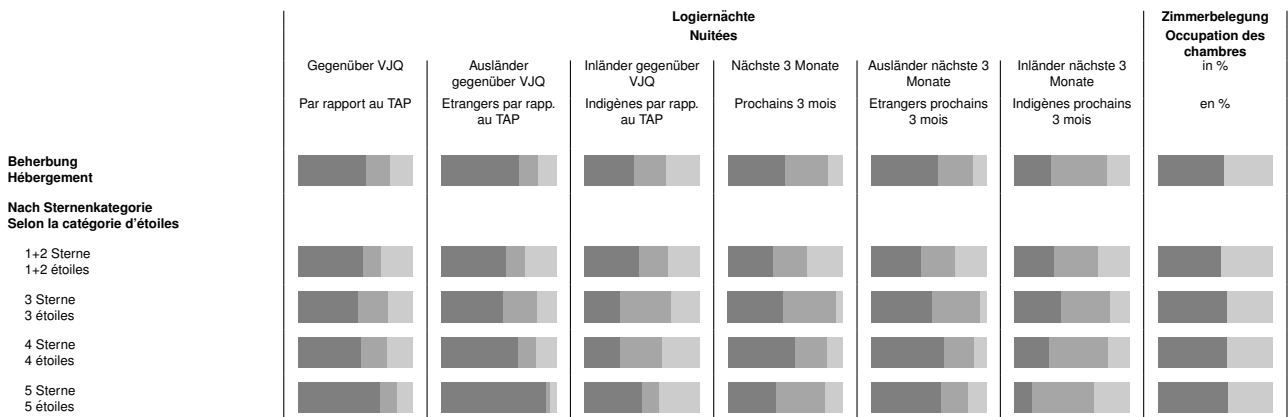 Logiernächte
Nuitées
Zimmerbelegung
Occupation des
chambres
Gegenüber VJQ
Ausländer
gegenüber VJQ
Inländer gegenüber
VJQ
Nächste 3 Monate
Ausländer nächste 3
Monate
Inländer nächste 3
Monate
in %
Par rapport au TAP
Etrangers par rapp.
au TAP
Indigènes par rapp.
au TAP
Prochains 3 mois
Etrangers prochains
3 mois
Indigènes prochains
3 mois
en %
Beherbung
Hébergement
Nach Sternenkategorie
Selon la catégorie d'étoiles
1+2 Sterne
1+2 étoiles
3 Sterne
3 étoiles
4 Sterne
4 étoiles
5 Sterne
5 étoiles